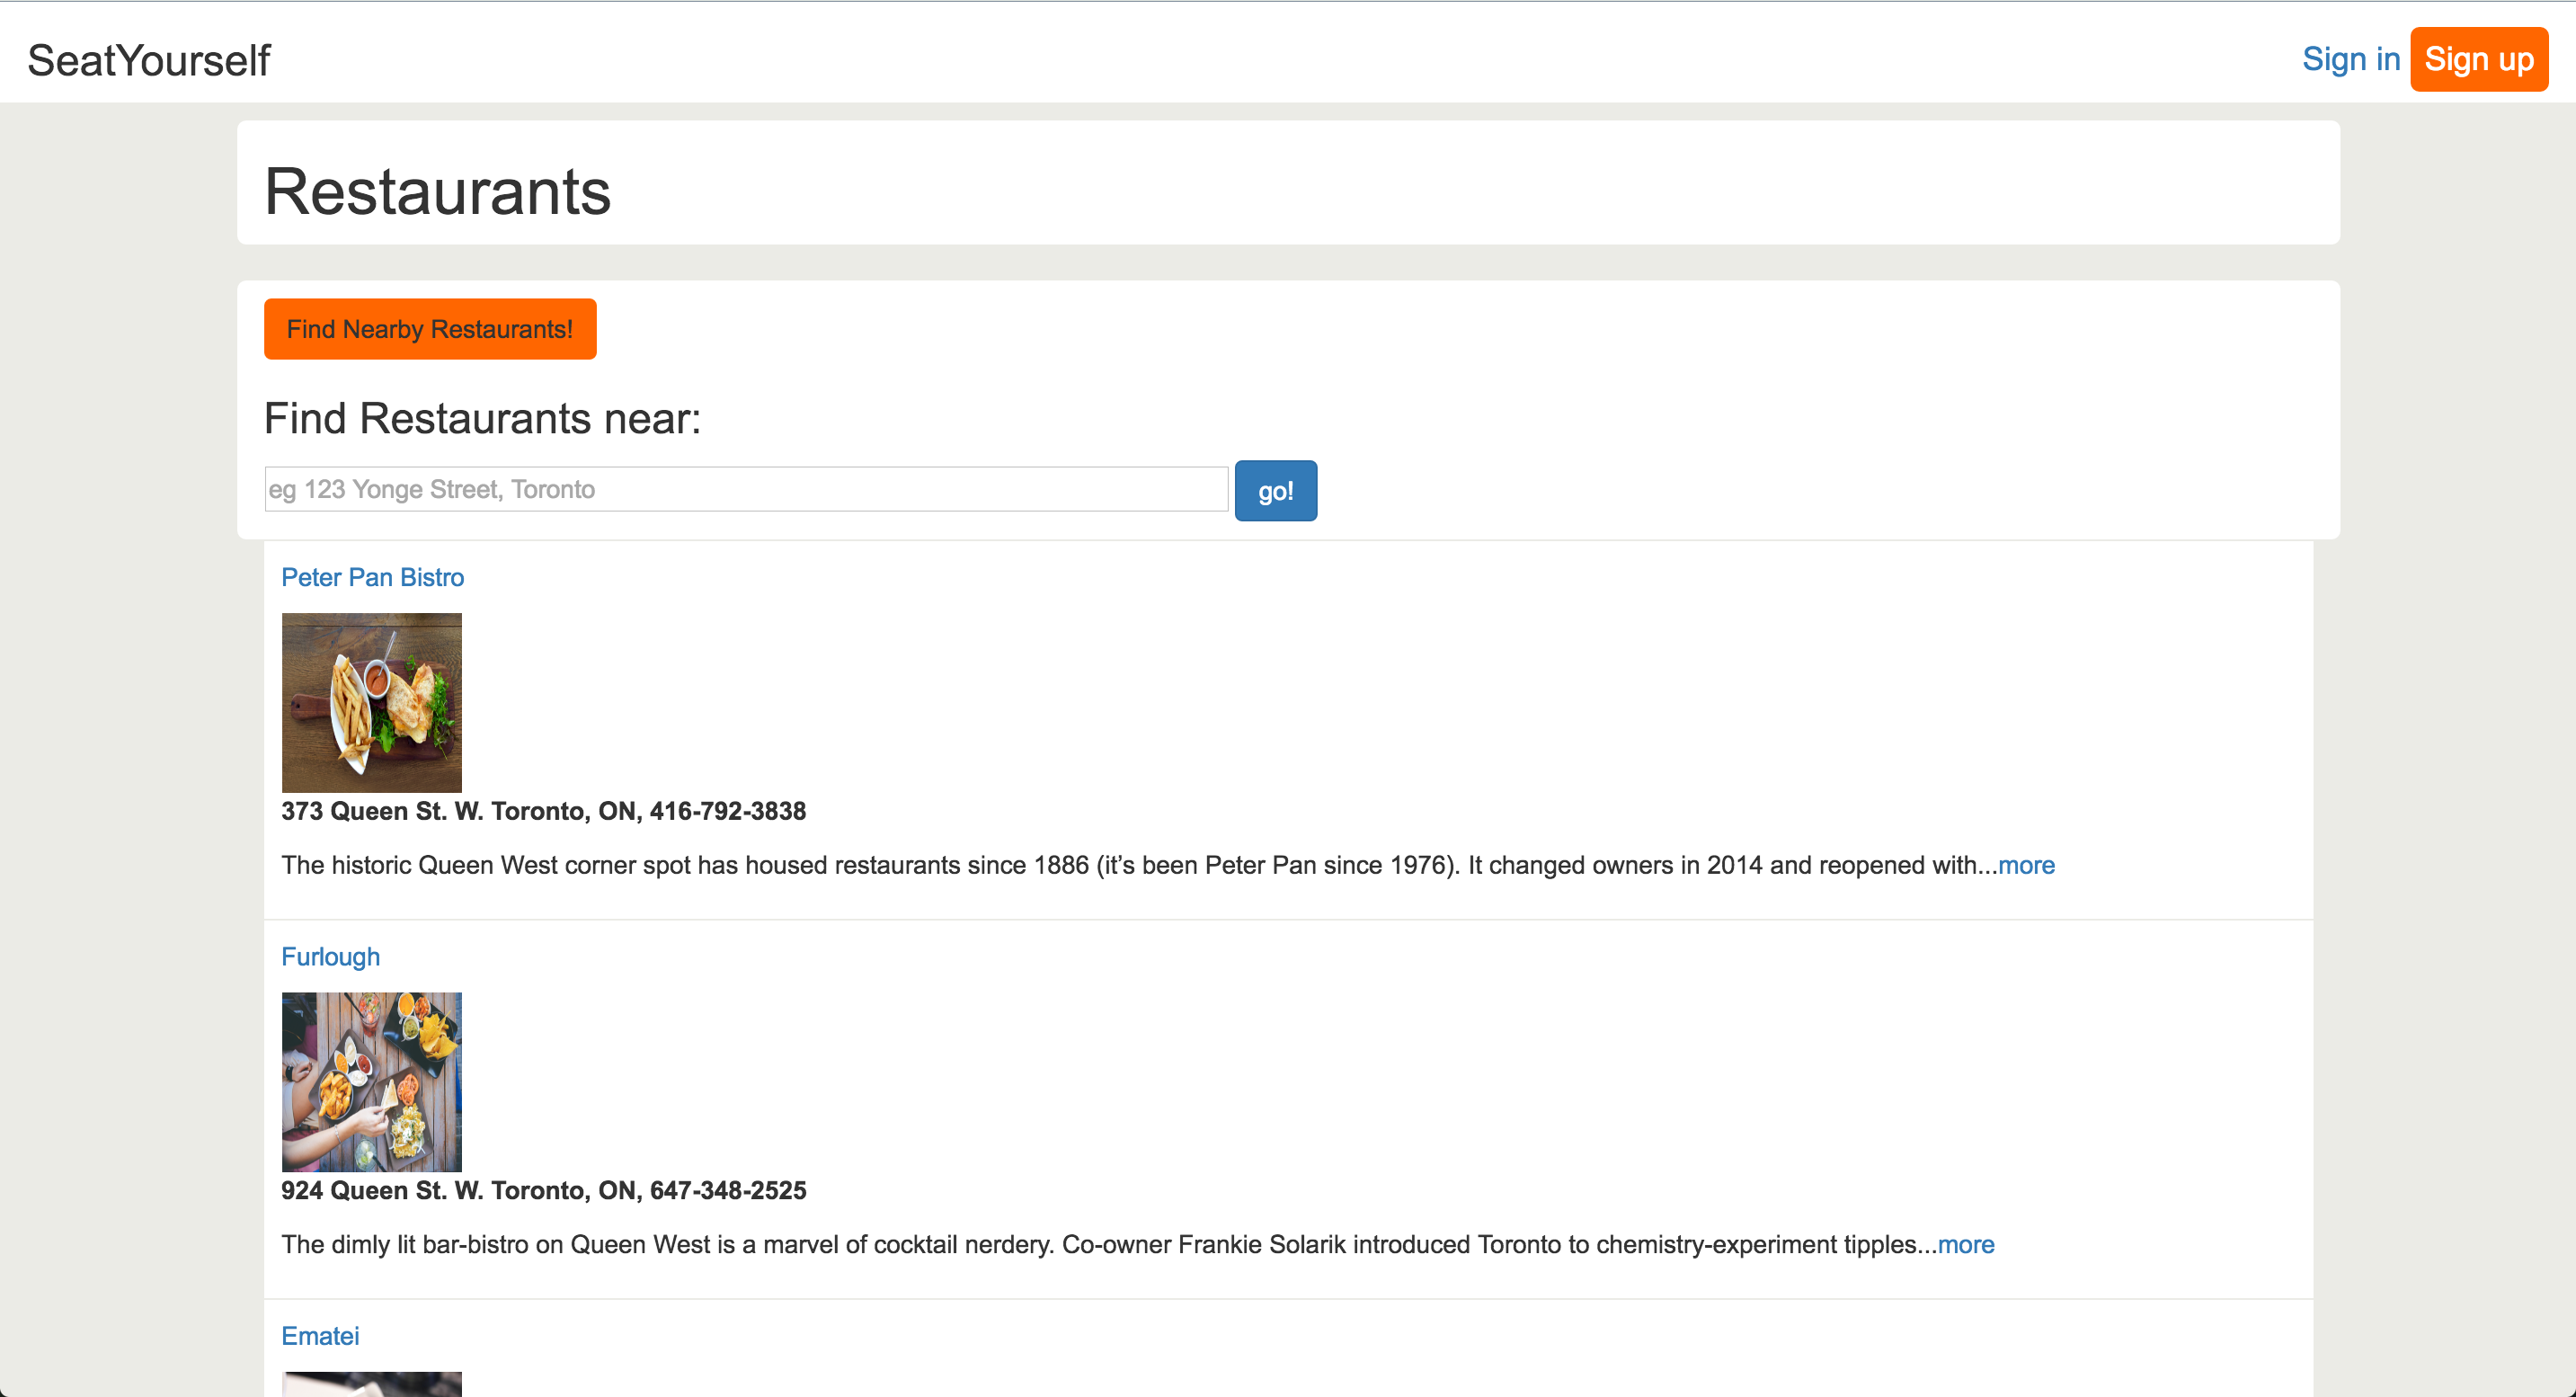 SeatYourself
Sign in Sign up
Restaurants
Find Nearby Restaurants!
Find Restaurants near:
eg 123 Yonge Street, Toronto go!
Peter Pan Bistro
373 Queen St. W. Toronto, ON, 416-792-3838
The historic Queen West corner spot has housed restaurants since 1886 (it’s been Peter Pan since 1976). It changed owners in 2014 and reopened with...more
Furlough
924 Queen St. W. Toronto, ON, 647-348-2525
The dimly lit bar-bistro on Queen West is a marvel of cocktail nerdery. Co-owner Frankie Solarik introduced Toronto to chemistry-experiment tipples...more
Ematei